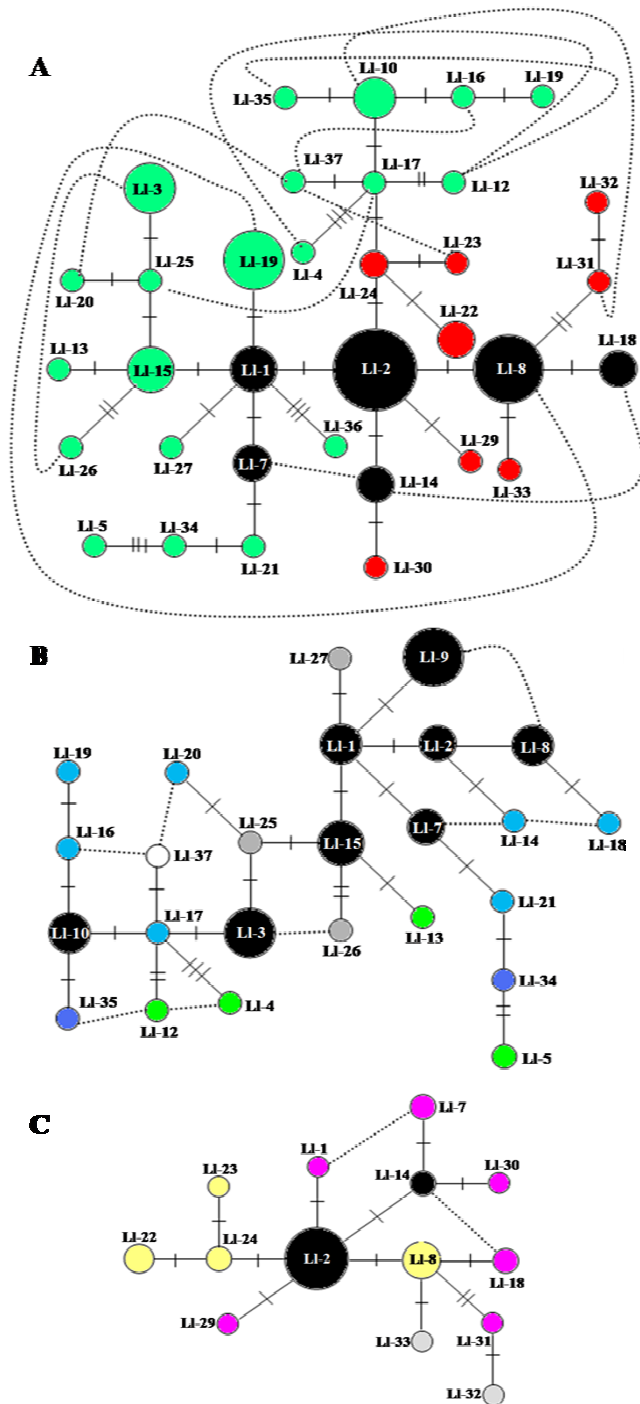 A
Ll-10
Ll-16
Ll-19
Ll-35
Ll-37
Ll-17
Ll-12
Ll-32
Ll-3
Ll-23
Ll-4
Ll-31
Ll-19
Ll-25
Ll-20
Ll-24
Ll-22
Ll-18
Ll-13
Ll-15
Ll-1
Ll-2
Ll-8
Ll-36
Ll-26
Ll-27
Ll-7
Ll-29
Ll-33
Ll-14
Ll-5
Ll-34
Ll-21
Ll-30
B
Ll-27
Ll-9
Ll-19
Ll-20
Ll-1
Ll-2
Ll-8
Ll-16
Ll-25
Ll-37
Ll-15
Ll-7
Ll-14
Ll-18
Ll-10
Ll-17
Ll-3
Ll-26
Ll-13
Ll-21
Ll-35
Ll-12
Ll-4
Ll-34
Ll-5
C
Ll-7
Ll-1
Ll-14
Ll-30
Ll-23
Ll-22
Ll-24
Ll-2
Ll-8
Ll-18
Ll-29
Ll-33
Ll-31
Ll-32